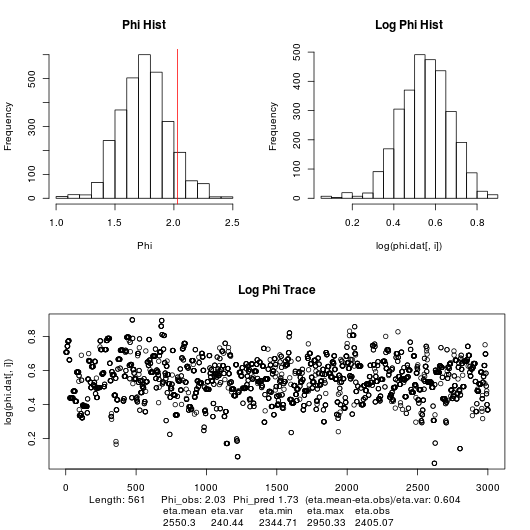 Phi Hist
Log Phi Hist
Frequency
0 100 300 500
1.0 1.5 2.0 2.5
Phi
Frequency
0 100 200 300 400 500
0.2 0.4 0.6 0.8
log(phi.dat[, i])
Log Phi Trace
log(phi.dat[, i])
0.2 0.4 0.6 0.8
0 500 1000 1500 2000 2500 3000
Length: 561 Phi_obs: 2.03 Phi_pred 1.73 (eta.mean-eta.obs)/eta.var: 0.604
eta.mean eta.var eta.min eta.max eta.obs
2550.3 240.44 2344.71 2950.33 2405.07